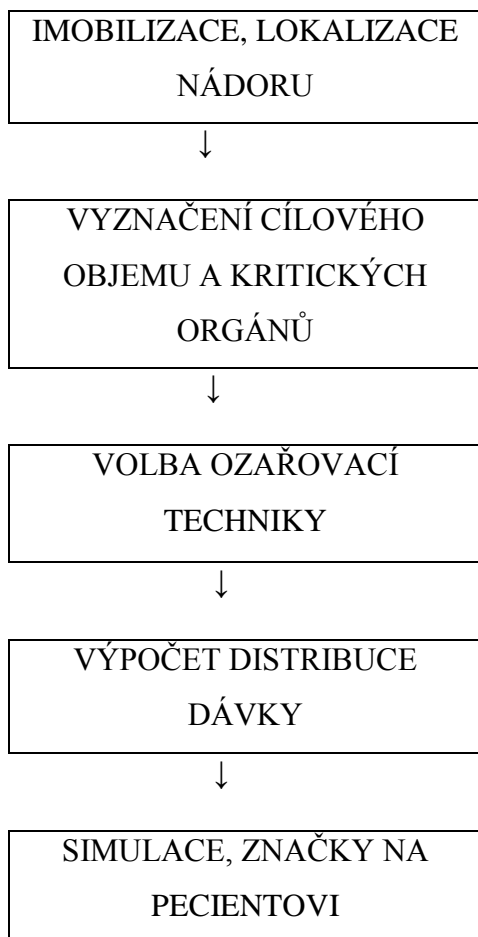 IMOBILIZACE, LOKALIZACE
NÁDORU
↓
VYZNAČENÍ CÍLOVÉHO
OBJEMU A KRITICKÝCH
ORGÁNŮ
↓
VOLBA OZAŘOVACÍ
TECHNIKY
↓
VÝPOČET DISTRIBUCE
DÁVKY
↓
SIMULACE, ZNAČKY NA
PECIENTOVI